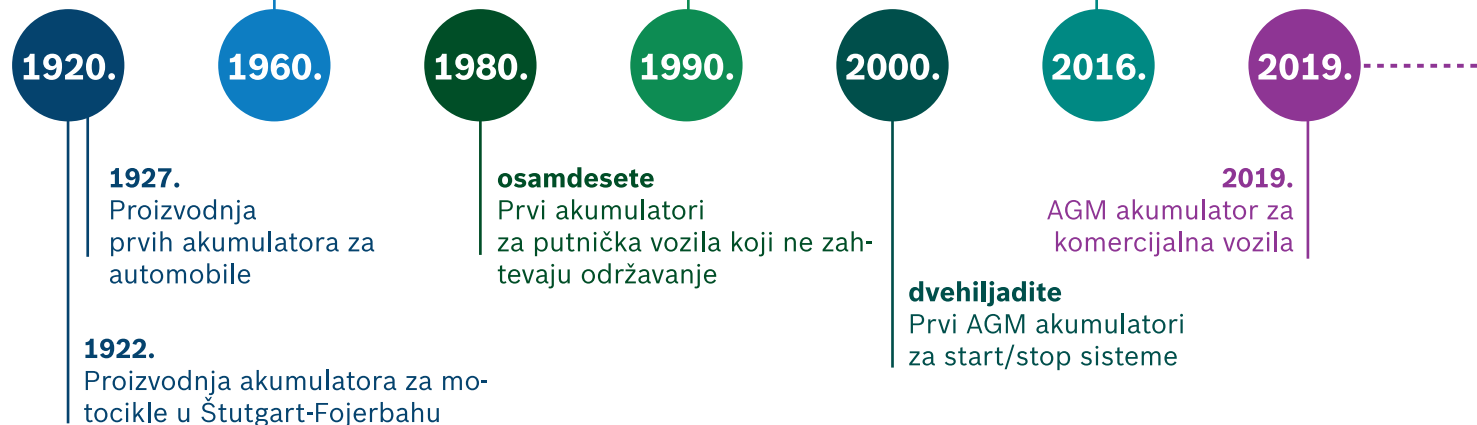 1920.
1960.
1980.
1990.
2000.
2016.
2019.
1927.
Proizvodnja
prvih akumulatora za
automobile
1922.
Proizvodnja akumulatora za mo-
tocikle u Štutgart-Fojerbahu
osamdesete
Prvi akumulatori
za putnička vozila koji ne zah-
tevaju održavanje
dvehiljadite
Prvi AGM akumulatori
za start/stop sisteme
2019.
AGM akumulator za
komercijalna vozila